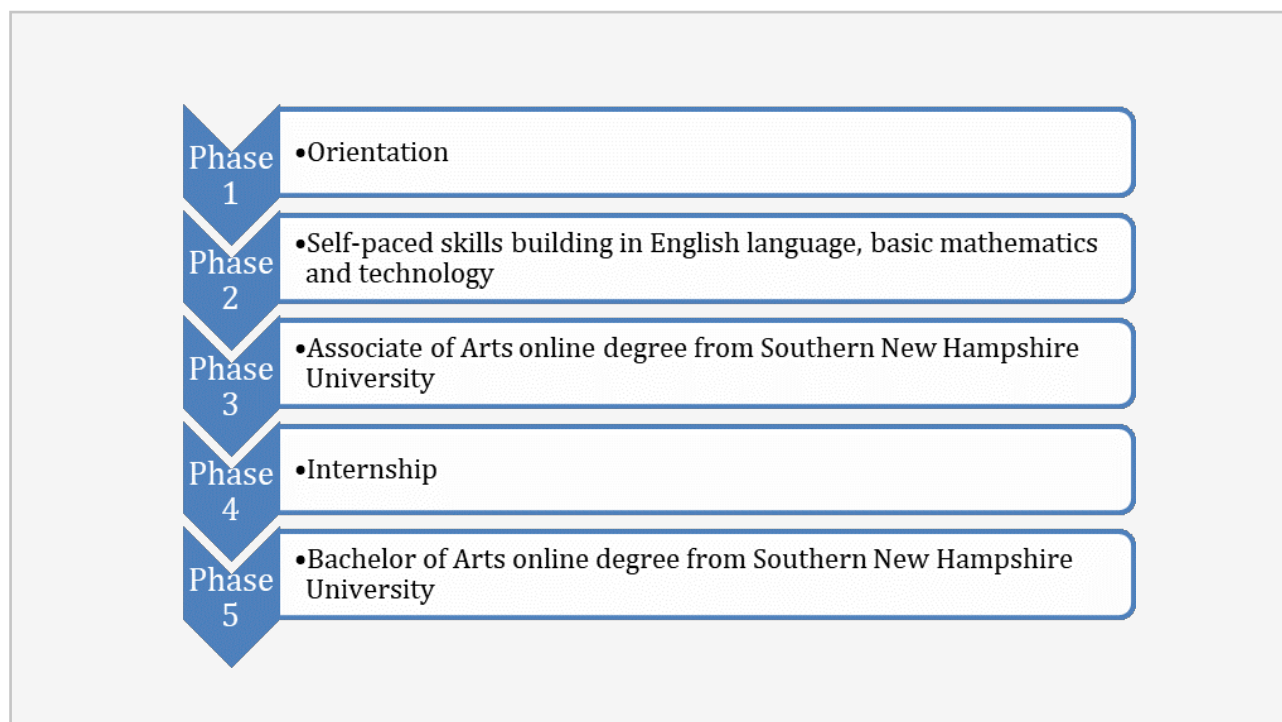 Phase
1
•Orientation
Phase
2
•Self-paced skills building in English language, basic mathematics
and technology
Phase
3
•Associate of Arts online degree from Southern New Hampshire
University
Phase
4
•Internship
Phase
5
•Bachelor of Arts online degree from Southern New Hampshire
University